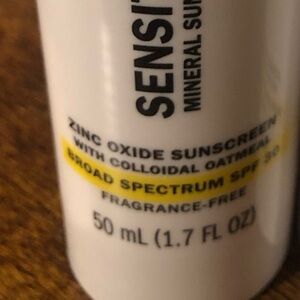 SENSIT
MINERAL SUN
ZINC OXIDE SUNSCREEN
WITH COLLOIDAL OATMEAL
BROAD SPECTRUM SPF 30
FRAGRANCE-FREE
50 mL (1.7 FL OZ)